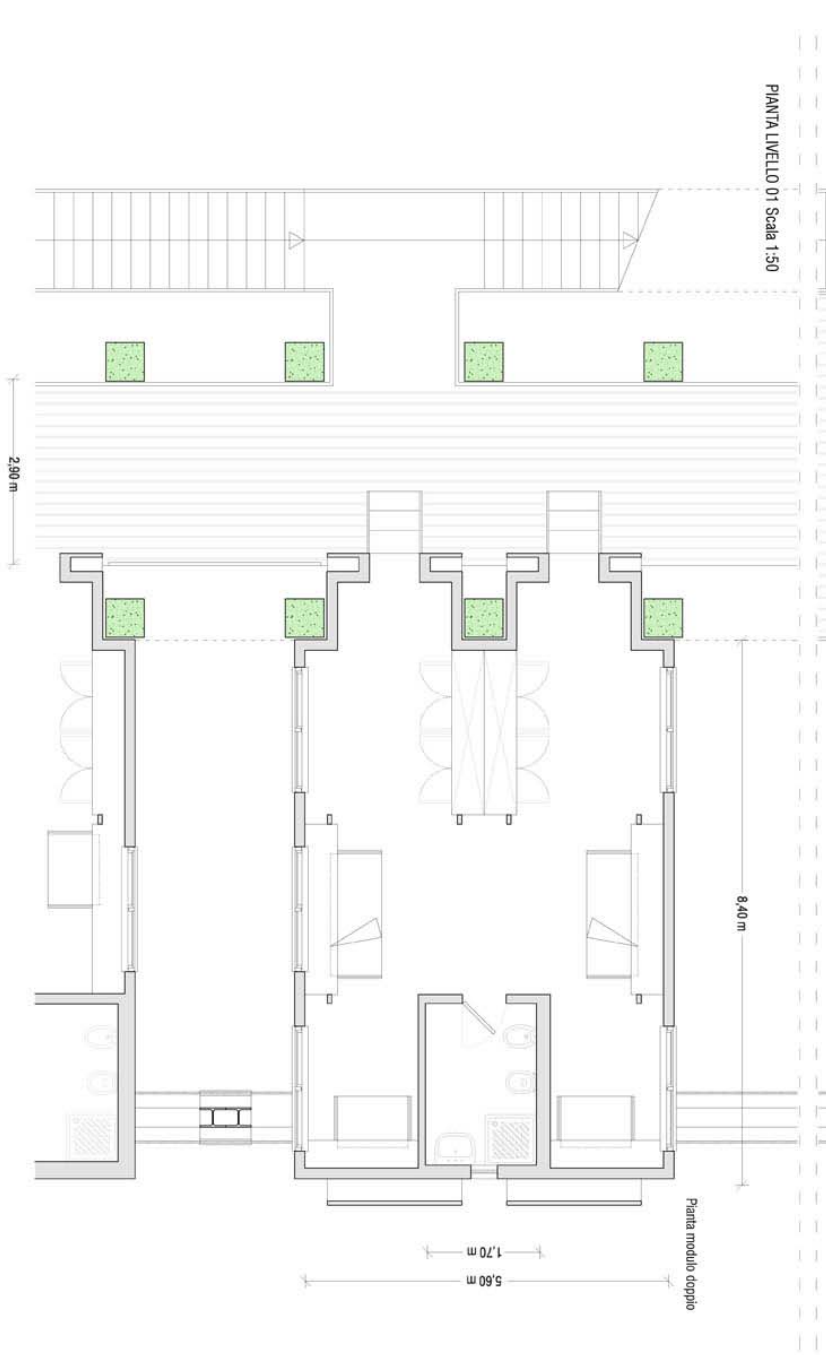 PIANTA LIVELLO 01 Scala 1:50
2,90 m
8,40 m
1,70 m
5,60 m
Pianta modulo doppio